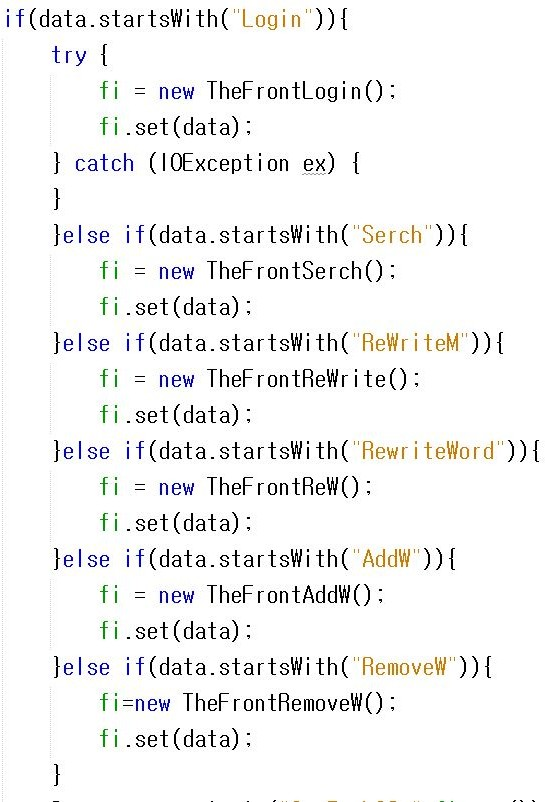 if(data.startsWith("Login")){
try {
fi = new TheFrontLogin();
fi.set(data);
} catch (IOException ex) {
}
}else if(data.startsWith("Serch")){
fi = new TheFrontSerch();
fi.set(data);
}else if(data.startsWith("ReWriteM")){
fi = new TheFrontReWrite();
fi.set(data);
}else if(data.startsWith("RewriteWord")){
fi = new TheFrontReW();
fi.set(data);
}else if(data.startsWith("AddW")){
fi = new TheFrontAddW();
fi.set(data);
}else if(data.startsWith("RemoveW")){
fi=new TheFrontRemoveW();
fi.set(data);
}